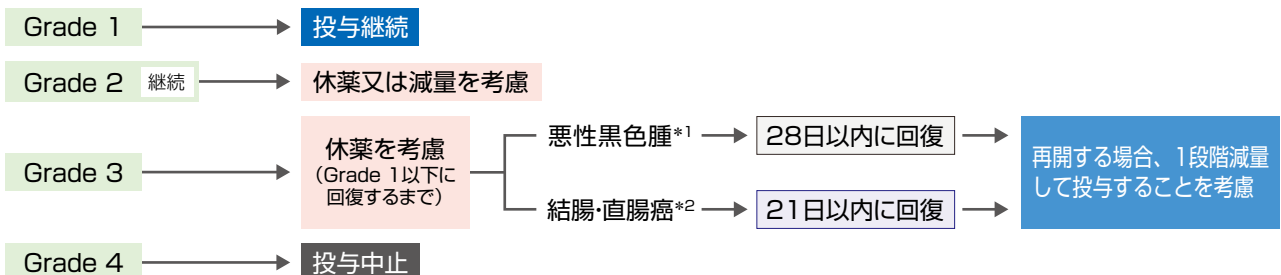 Grade 1
投与継続
Grade 2 継続
休薬又は減量を考慮
Grade 3
休薬を考慮
(Grade 1以下に
回復するまで)
悪性黒色腫*1
28日以内に回復
結腸・直腸癌*2
21日以内に回復
再開する場合、1段階減量
して投与することを考慮
Grade 4
投与中止